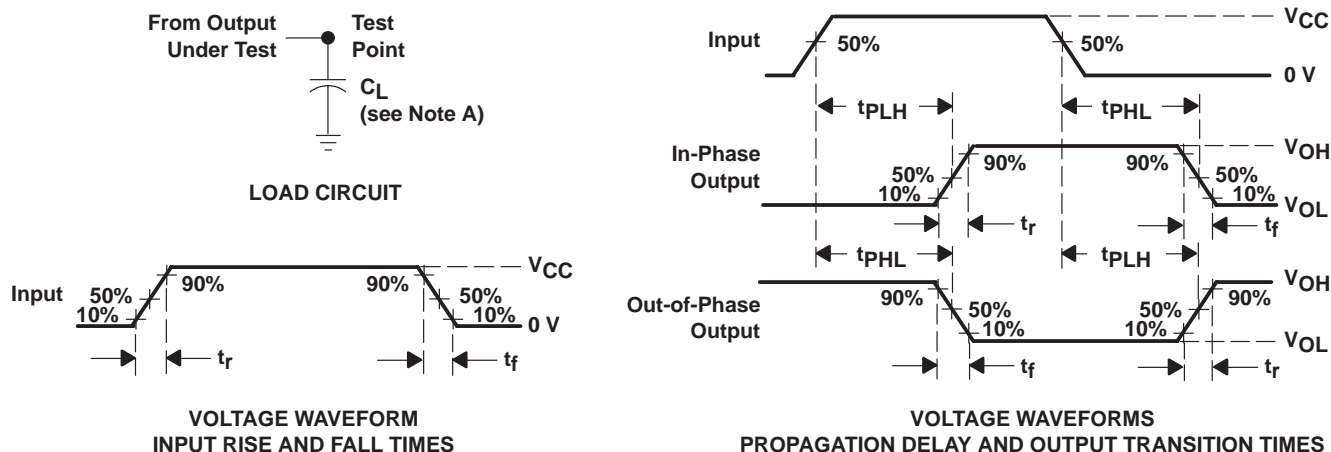 From Output
Under Test
Test
Point
CL
(see Note A)
LOAD CIRCUIT
Input
50%
10%
90%
90%
50%
10%
VCC
0 V
tr
tf
VOLTAGE WAVEFORM
INPUT RISE AND FALL TIMES
Input
50%
50%
VCC
0 V
tPLH
tPHL
In-Phase
Output
50%
10%
90%
90%
50%
10%
VOH
VOL
tr
tf
tPHL
tPLH
Out-of-Phase
Output
90%
50%
10%
50%
10%
90%
VOH
VOL
tf
tr
VOLTAGE WAVEFORMS
PROPAGATION DELAY AND OUTPUT TRANSITION TIMES